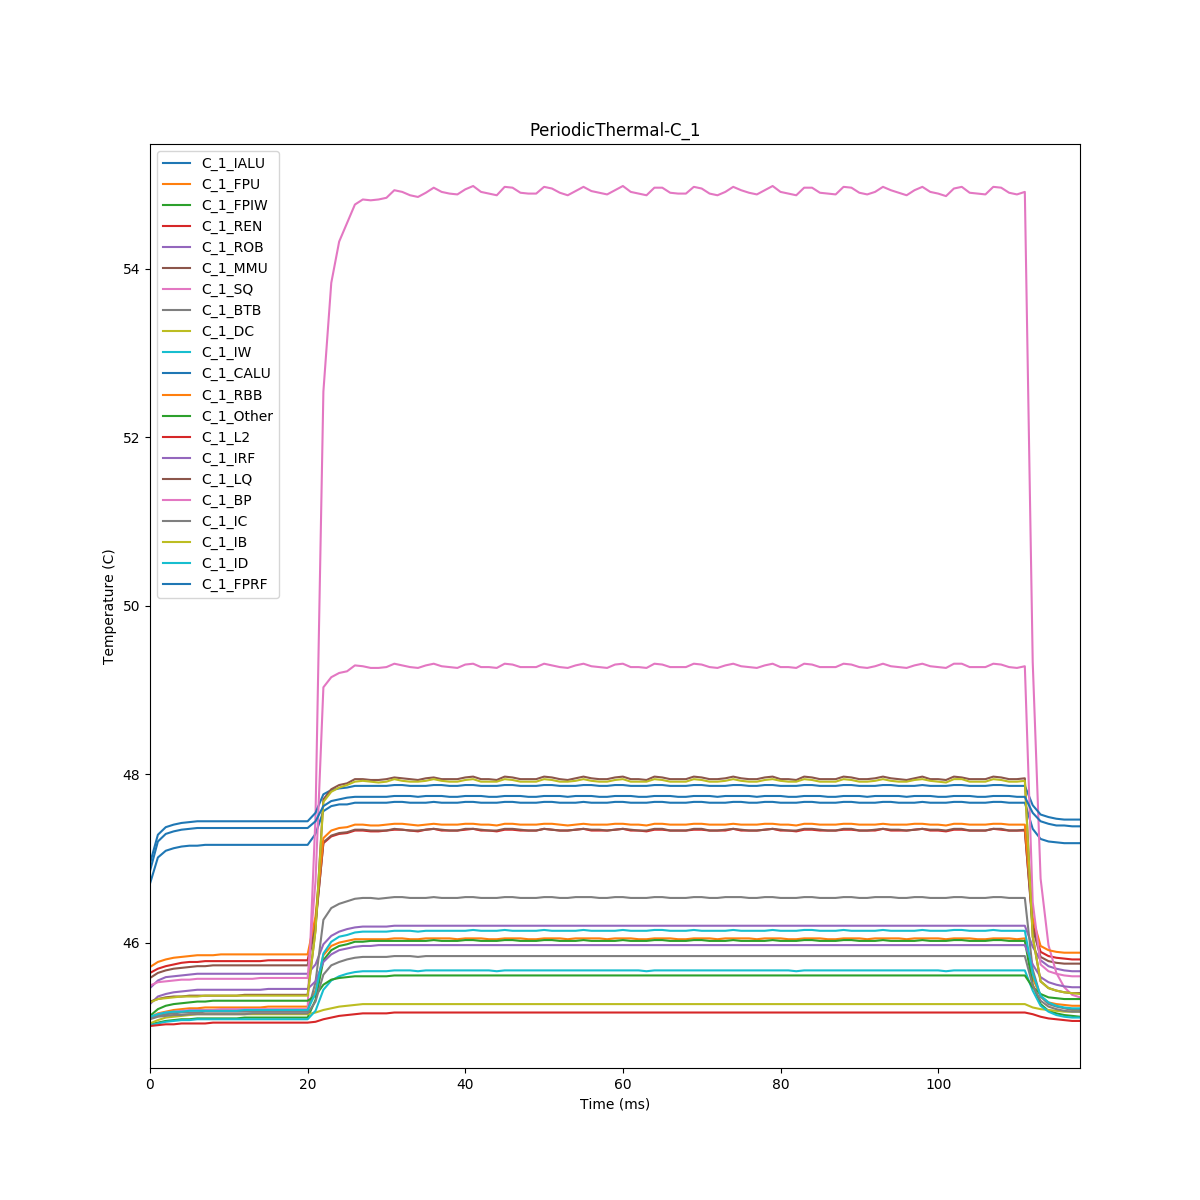 PeriodicThermal-C_1
C_1_IALU
C_1_FPU
C_1_FPIW
C_1_REN
C_1_ROB
C_1_MMU
C_1_SQ
C_1_BTB
C_1_DC
C_1_IW
C_1_CALU
C_1_RBB
C_1_Other
C_1_L2
C_1_IRF
C_1_LQ
C_1_BP
C_1_IC
C_1_IB
C_1_ID
C_1_FPRF
54
52
50
48
46
Temperature (C)
0 20 40 60 80 100
Time (ms)